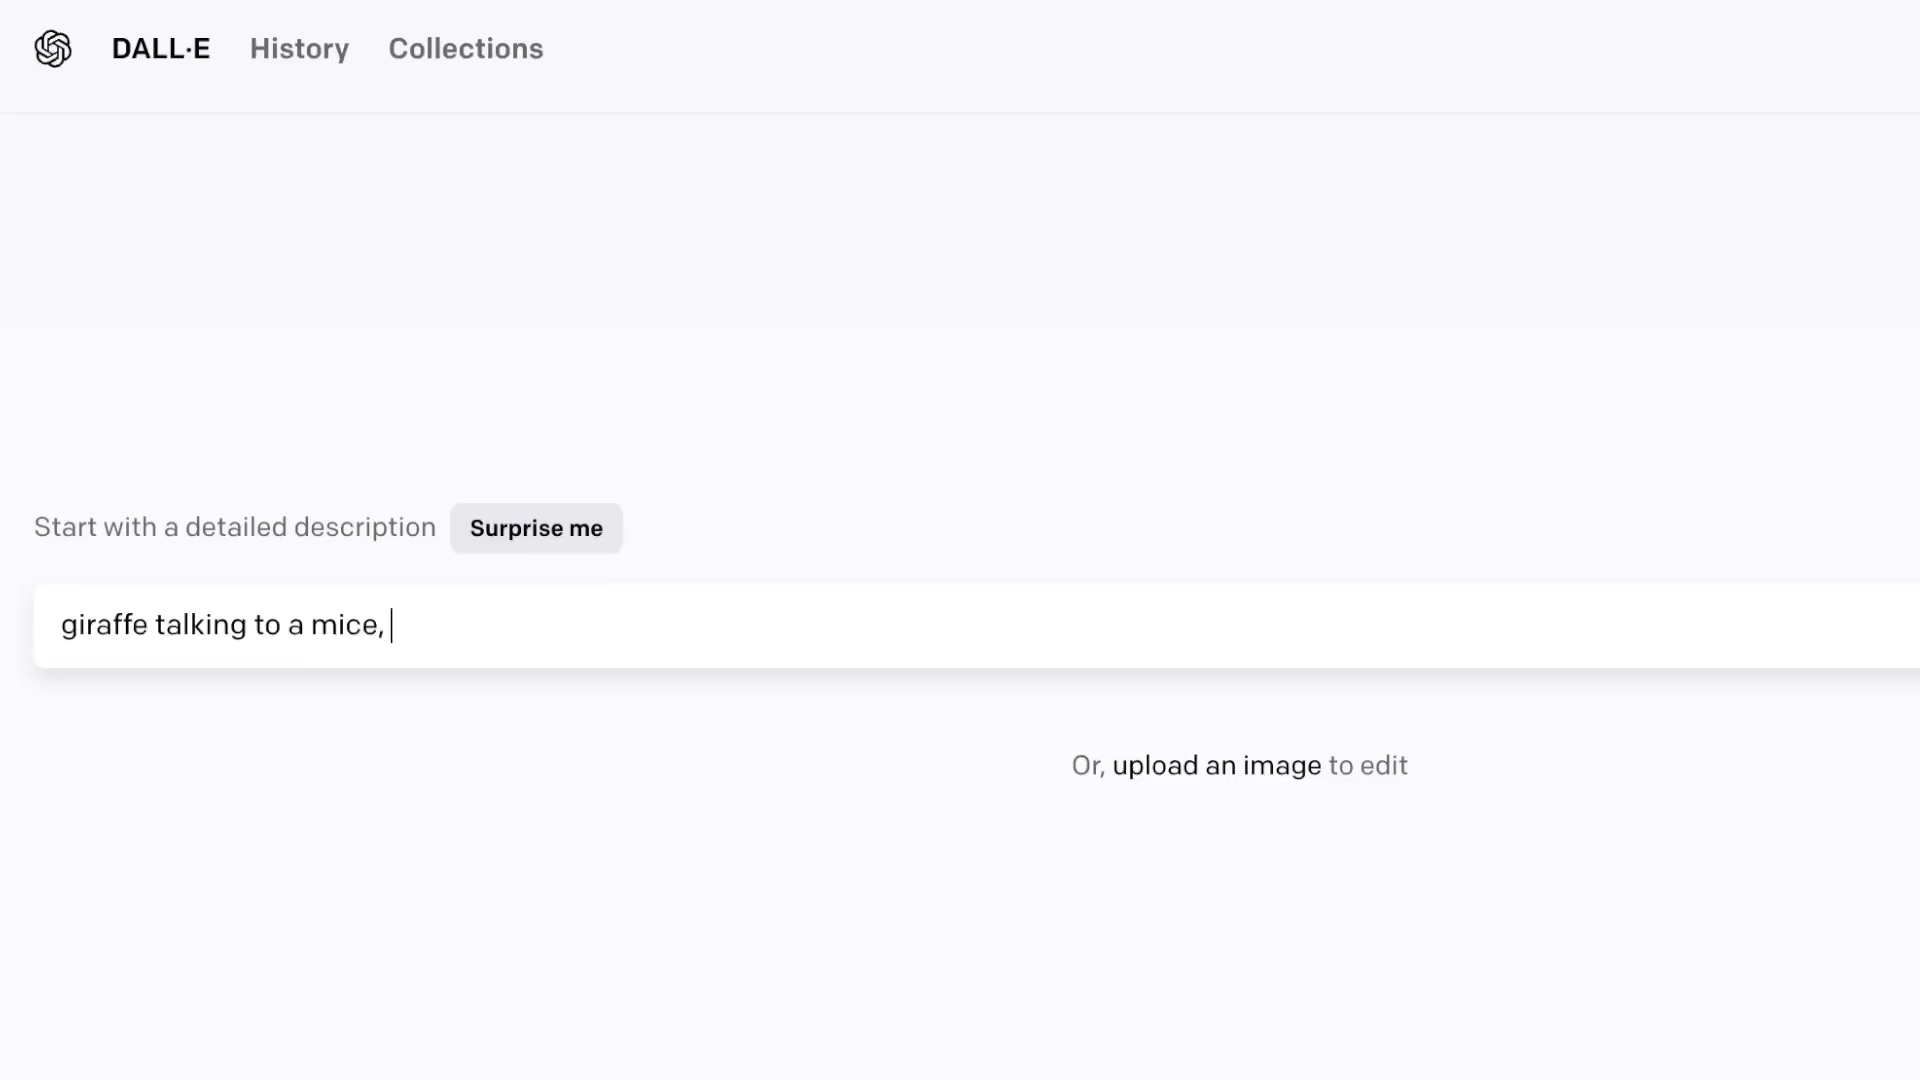 DALL·E History Collections
Start with a detailed description Surprise me
giraffe talking to a mice,
Or, upload an image to edit